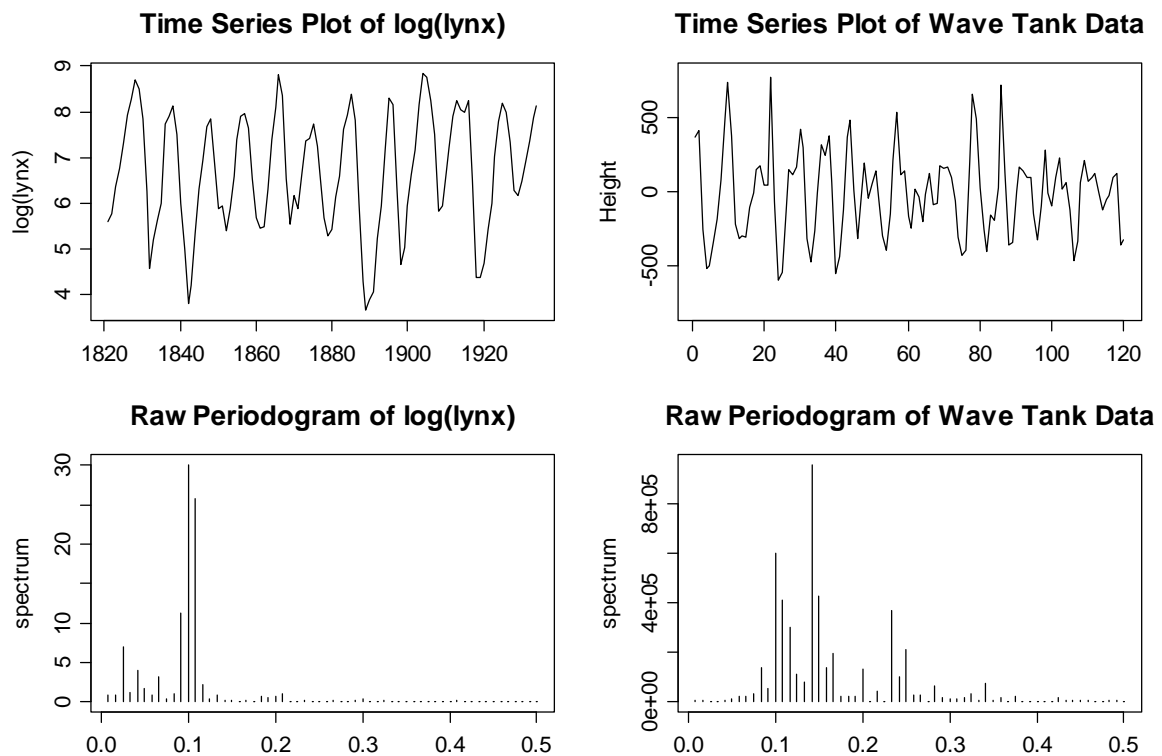 Time Series Plot of log(lynx)
log(lynx)
9
8
7
6
5
4
1820 1840 1860 1880 1900 1920
Time Series Plot of Wave Tank Data
Height
500
0
-500
0 20 40 60 80 100 120
Raw Periodogram of log(lynx)
spectrum
30
20
10
5
0
0.0 0.1 0.2 0.3 0.4 0.5
Raw Periodogram of Wave Tank Data
spectrum
8e+05
4e+05
0e+00
0.0 0.1 0.2 0.3 0.4 0.5